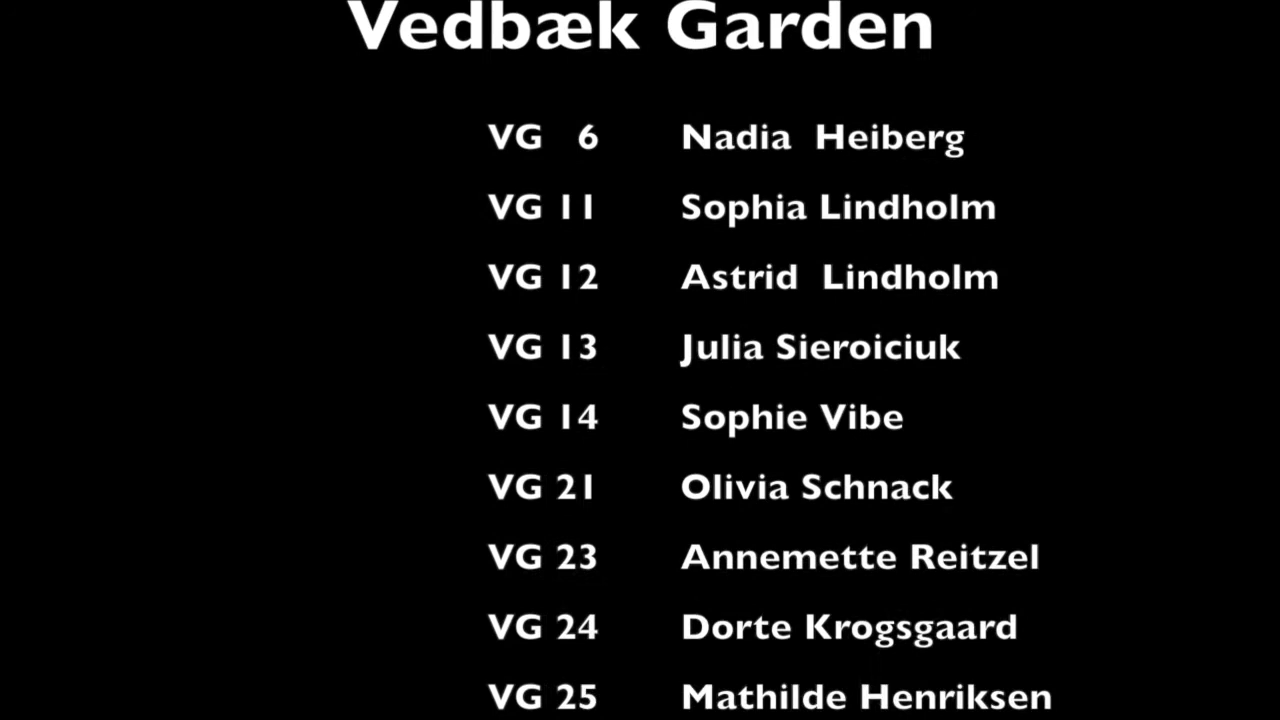 Vedbæk Garden
VG 6 Nadia Heiberg
VG 11 Sophia Lindholm
VG 12 Astrid Lindholm
VG 13 Julia Sieroiciuk
VG 14 Sophie Vibe
VG 21 Olivia Schnack
VG 23 Annemette Reitzel
VG 24 Dorte Krogsgaard
VG 25 Mathilde Henriksen